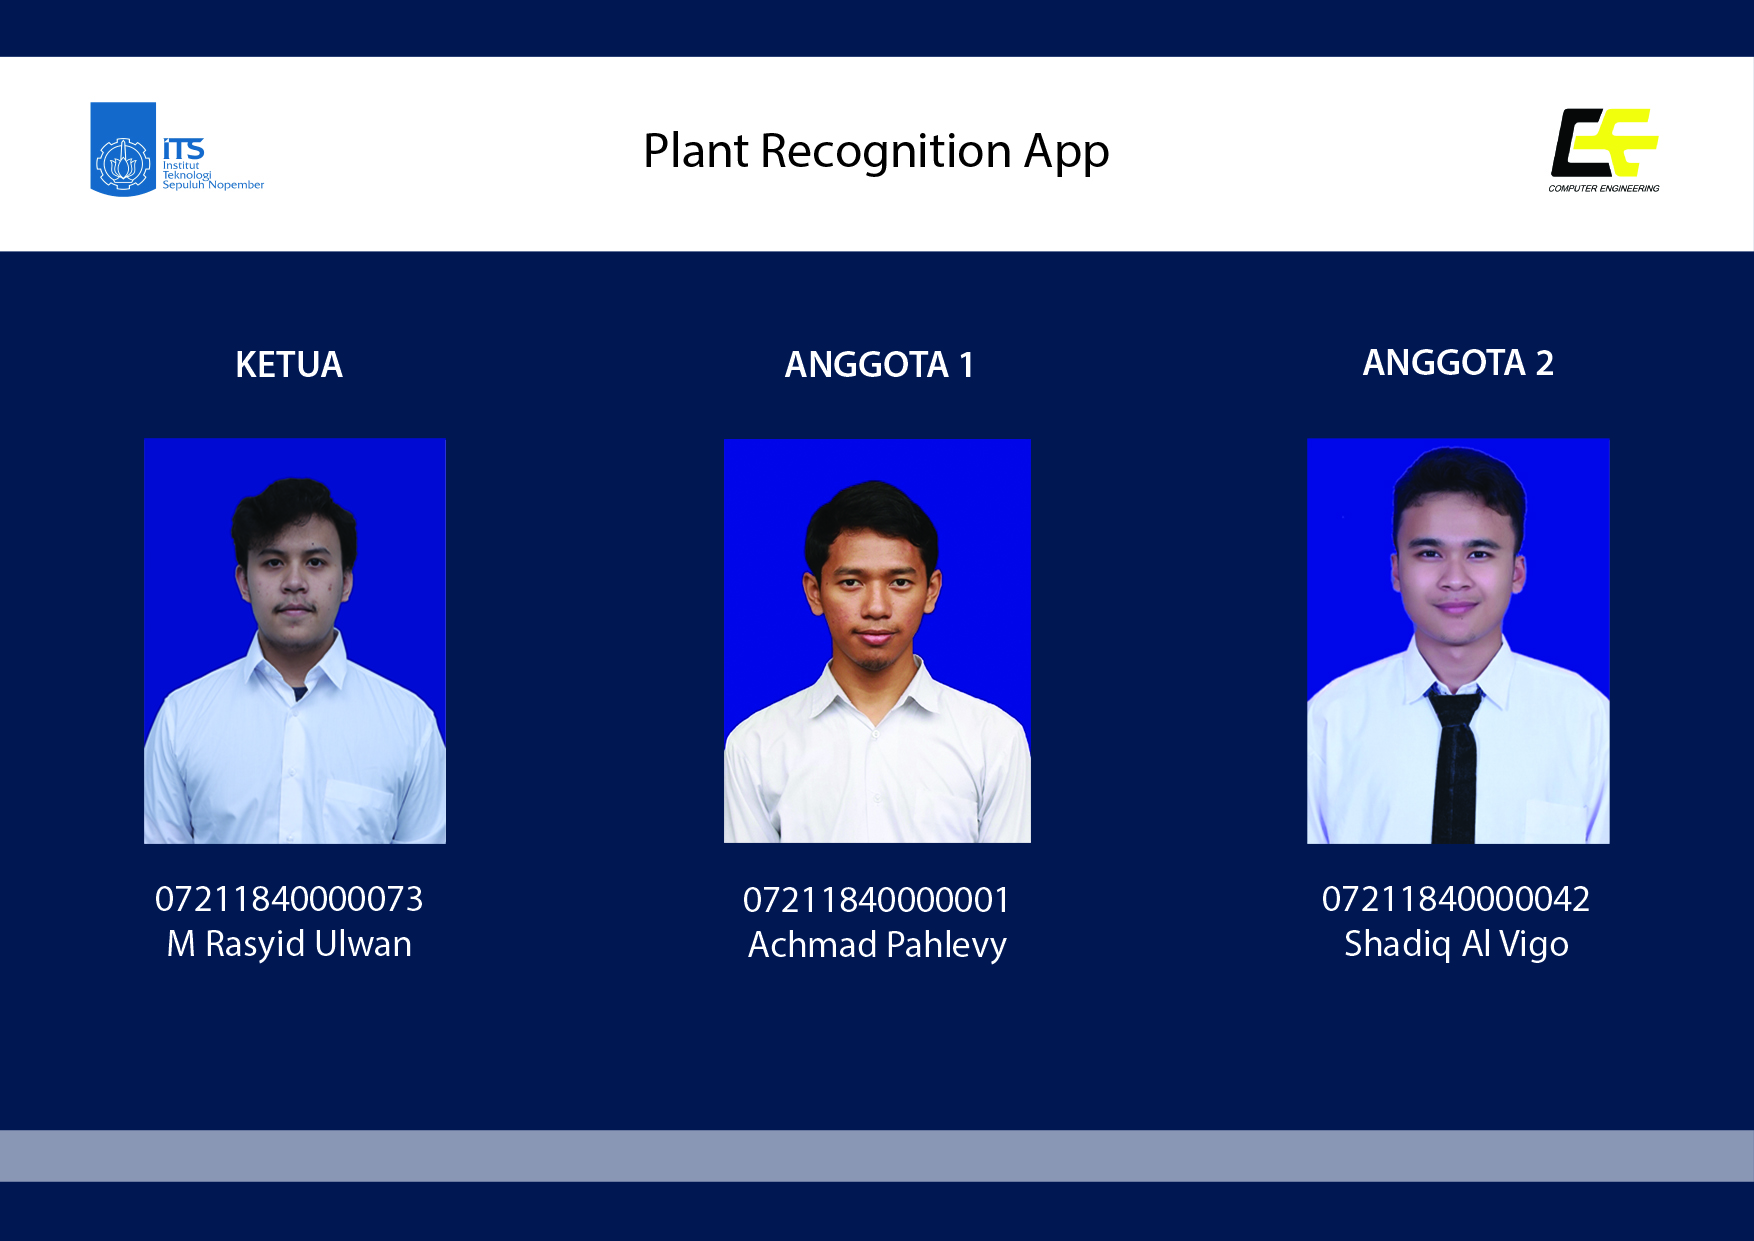 iTS
Institut
Teknologi
Sepuluh Nopember
Plant Recognition App
CE
COMPUTER ENGINEERING
KETUA
ANGGOTA 1
ANGGOTA 2
07211840000073
M Rasyid Ulwan
07211840000001
Achmad Pahlevy
07211840000042
Shadiq Al Vigo